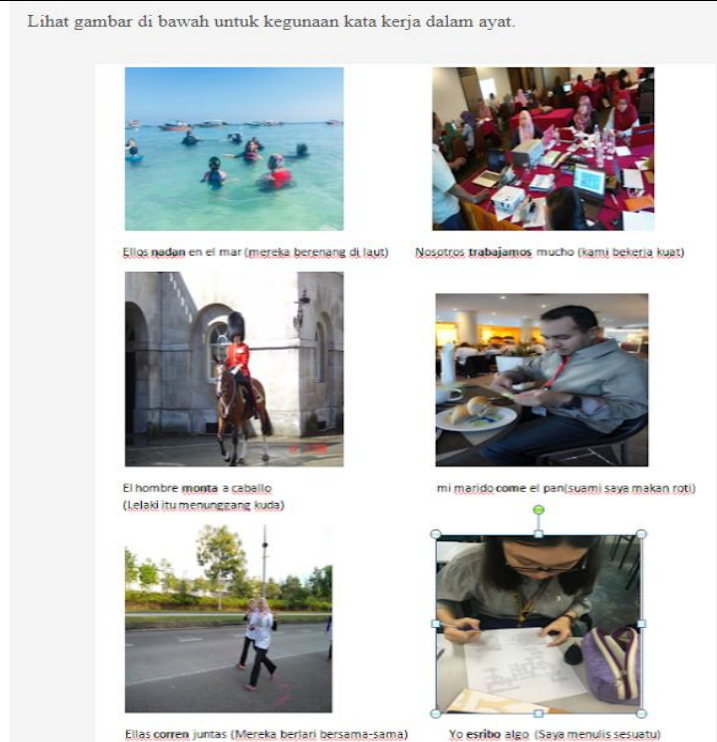 Lihat gambar di bawah untuk kegunaan kata kerja dalam ayat.
Ellos nadan en el mar (mereka berenang di laut)
Nosotros trabajamos mucho (kami bekerja kuat)
El hombre monta a caballo
(Lelaki itu menunggang kuda)
mi marido come el pan(suami saya makan roti)
Ellas corren juntas (Mereka berlari bersama-sama)
Yo esribo algo (Saya menulis sesuatu)